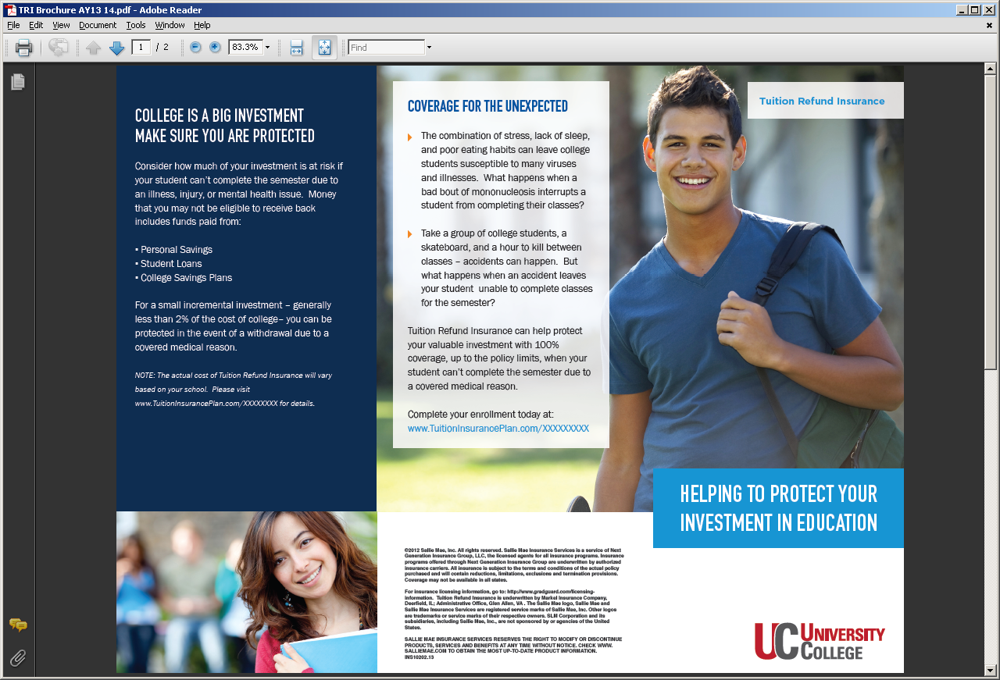 TRI Brochure AY13 14.pdf - Adobe Reader
File Edit View Document Tools Window Help
1 / 2 83.3% Find
COLLEGE IS A BIG INVESTMENT
MAKE SURE YOU ARE PROTECTED
Consider how much of your investment is at risk if
your student can't complete the semester due to
an illness, injury, or mental health issue. Money
that you may not be eligible to receive back
includes funds paid from:
• Personal Savings
• Student Loans
• College Savings Plans
For a small incremental investment – generally
less than 2% of the cost of college– you can be
protected in the event of a withdrawal due to a
covered medical reason.
NOTE: The actual cost of Tuition Refund Insurance will vary
based on your school. Please visit
www.TuitionInsurancePlan.com/XXXXXXXX for details.
COVERAGE FOR THE UNEXPECTED
The combination of stress, lack of sleep,
and poor eating habits can leave college
students susceptible to many viruses
and illnesses. What happens when a
bad bout of mononucleosis interrupts a
student from completing their classes?
Take a group of college students, a
skateboard, and a hour to kill between
classes – accidents can happen. But
what happens when an accident leaves
your student unable to complete classes
for the semester?
Tuition Refund Insurance can help protect
your valuable investment with 100%
coverage, up to the policy limits, when your
student can't complete the semester due to
a covered medical reason.
Complete your enrollment today at:
www.TuitionInsurancePlan.com/XXXXXXXXX
©2012 Sallie Mae, Inc. All rights reserved. Sallie Mae Insurance Services is a service of Next
Generation Insurance Group, LLC, the licensed agents for all insurance programs. Insurance
programs offered through Next Generation Insurance Group are underwritten by authorized
insurance carriers. All insurance is subject to the terms and conditions of the actual policy
purchased and will contain reductions, limitations, exclusions and termination provisions.
Coverage may not be available in all states.
For insurance licensing information, go to: http://www.gradguard.com/licensing-
information. Tuition Refund Insurance is underwritten by Markel Insurance Company,
Deerfield, IL; Administrative Office, Glen Allen, VA . The Sallie Mae logo, Sallie Mae and
Sallie Mae Insurance Services are registered service marks of Sallie Mae, Inc. Other logos
are trademarks or service marks of their respective owners. SLM Corporation and its
subsidiaries, including Sallie Mae, Inc., are not sponsored by or agencies of the United
States.
SALLIE MAE INSURANCE SERVICES RESERVES THE RIGHT TO MODIFY OR DISCONTINUE
PRODUCTS, SERVICES AND BENEFITS AT ANY TIME WITHOUT NOTICE. CHECK WWW.
SALLIEMAE.COM TO OBTAIN THE MOST UP-TO-DATE PRODUCT INFORMATION.
INS10202.13
Tuition Refund Insurance
HELPING TO PROTECT YOUR
INVESTMENT IN EDUCATION
UC UNIVERSITY
COLLEGE